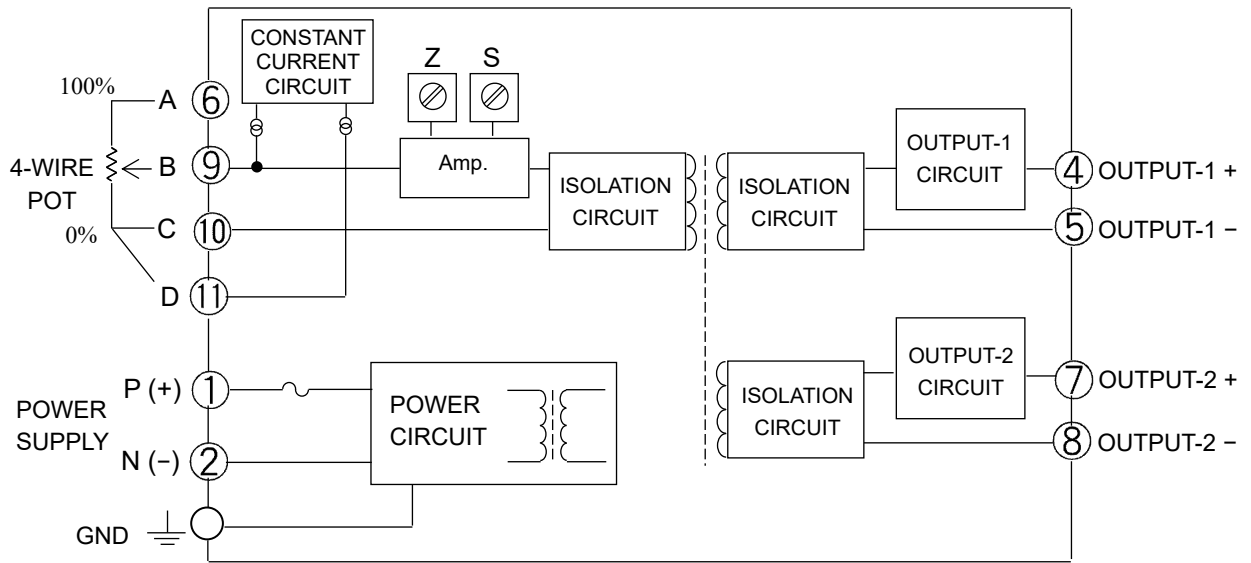 CONSTANT
CURRENT
CIRCUIT
Z
S
100%
A
6
4-WIRE
POT
B
9
Amp.
0%
C
10
D
11
ISOLATION
CIRCUIT
ISOLATION
CIRCUIT
OUTPUT-1
CIRCUIT
4
OUTPUT-1 +
5
OUTPUT-1 −
POWER
SUPPLY
P (+)
1
N (−)
2
GND
POWER
CIRCUIT
ISOLATION
CIRCUIT
OUTPUT-2
CIRCUIT
7
OUTPUT-2 +
8
OUTPUT-2 −